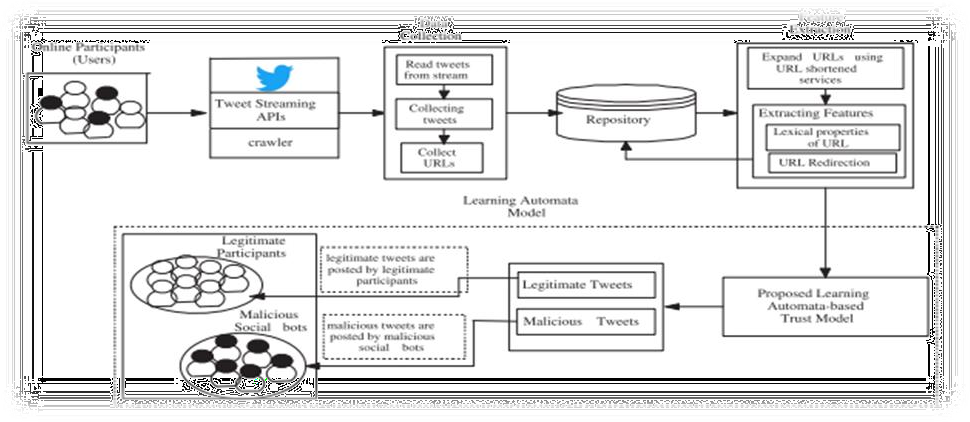 Online Participants
(Users)
Tweet Streaming
APIs
crawler
Data
Collection
Read tweets
from stream
Collecting
tweets
Collect
URLs
Repository
Extraction
Expand URLs using
URL shortened
services
Extracting Features
Lexical properties
of URL
URL Redirection
Learning Automata
Model
Proposed Learning
Automata-based
Trust Model
Legitimate Tweets
Malicious Tweets
legitimate tweets are
posted by legitimate
participants
malicious tweets are
posted by malicious
social bots
Legitimate
Participants
Malicious
Social bots